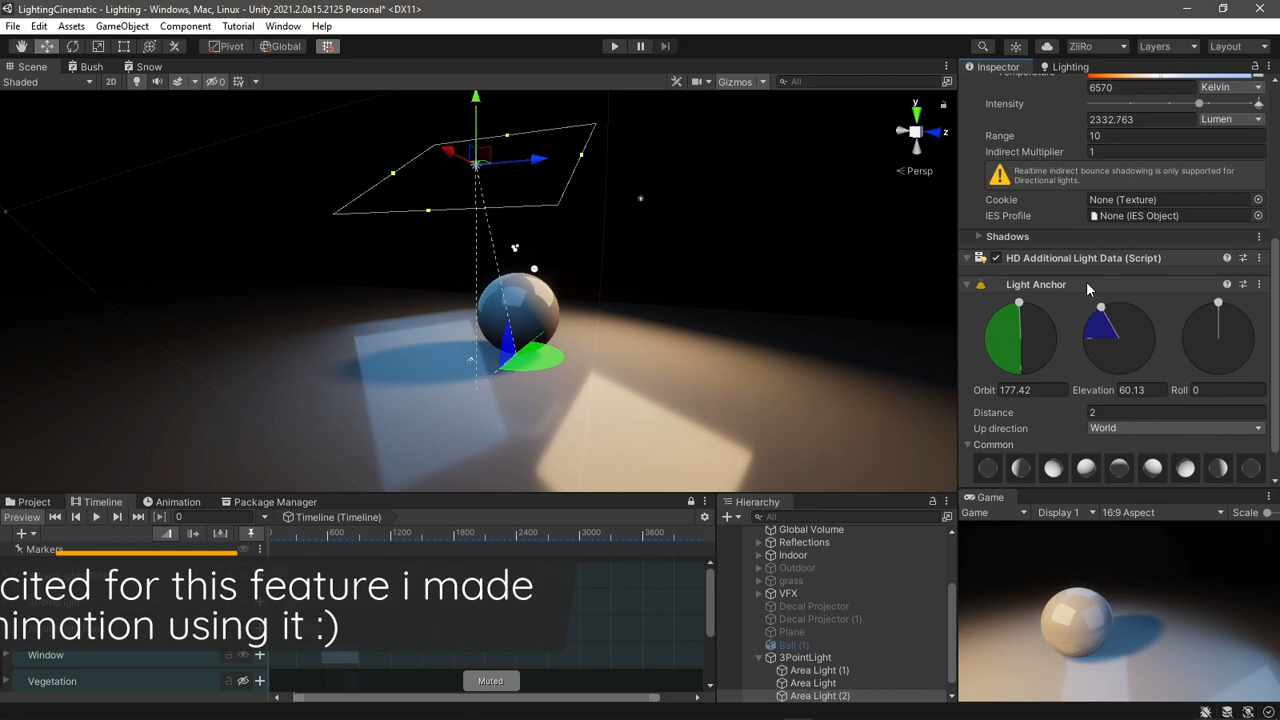 LightingCinematic - Lighting - Windows, Mac, Linux - Unity 2021.2.0a15.2125 Personal* <DX11>
File Edit Assets GameObject Component Tutorial Window Help
Pivot Global ZiiRo Layers Layout
Scene Bush Snow
Shaded 2D 0 Gizmos All
y
z
Persp
Inspector Lighting
6570 Kelvin
Intensity
2332.763 Lumen
Range 10
Indirect Multiplier 1
Realtime indirect bounce shadowing is only supported for
Directional lights.
Cookie None (Texture)
IES Profile None (IES Object)
Shadows
HD Additional Light Data (Script)
Light Anchor
Orbit 177.42 Elevation 60.13 Roll 0
Distance 2
Up direction World
Common
Project Timeline Animation Package Manager
Preview 0 Timeline (Timeline)
600 1200 1800 2400 3000 3600
Markers
cited for this feature i made
nimation using it :)
Window
Vegetation
Muted
Hierarchy
All
Global Volume
Reflections
Indoor
Outdoor
grass
VFX
Decal Projector
Decal Projector (1)
Plane
Ball (1)
3PointLight
Area Light (1)
Area Light
Area Light (2)
Game
Game Display 1 16:9 Aspect Scale